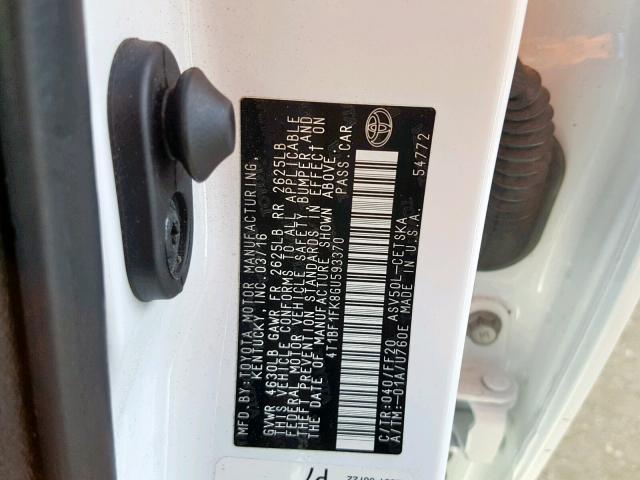 MFD.BY:TOYOTA MOTOR MANUFACTURING,
KENTUCKY, INC. 03/16
GVWR 4630LB GAWR FR 2625LB RR 2625LB
THIS VEHICLE CONFORMS TO ALL APPLICABLE
FEDERAL MOTOR VEHICLE SAFETY, BUMPER, AND
THEFT PREVENTION STANDARDS IN EFFECT ON
THE DATE OF MANUFACTURE SHOWN ABOVE.
4T1BF1FK8GU593370 PASS.CAR
C/TR:040/FF20 ASV50L-CETSKA 54772
A/TM:-01A/U760E MADE IN U.S.A.
P7